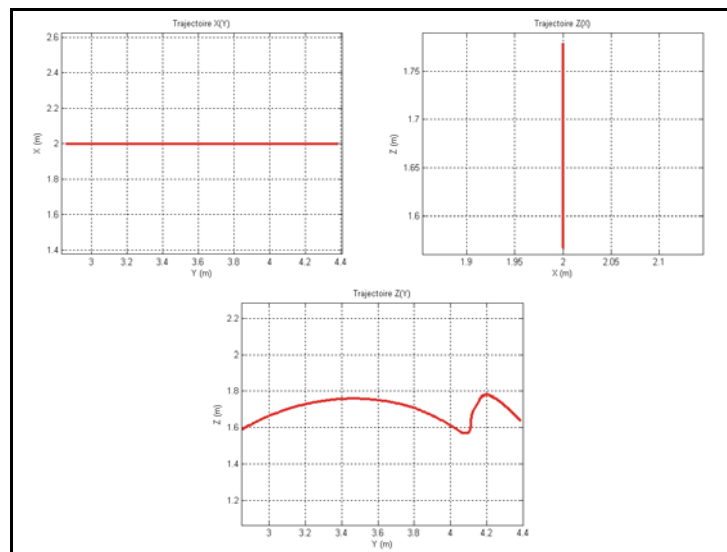 Trajectoire X(Y)
2.6
2.4
2.2
2
1.8
1.6
1.4
X (m)
3 3.2 3.4 3.6 3.8 4 4.2 4.4
Y (m)
Trajectoire Z(X)
1.75
1.7
1.65
1.6
Z (m)
1.9 1.95 2 2.05 2.1
X (m)
Trajectoire Z(Y)
2.2
2
1.8
1.6
1.4
1.2
Z (m)
3 3.2 3.4 3.6 3.8 4 4.2 4.4
Y (m)